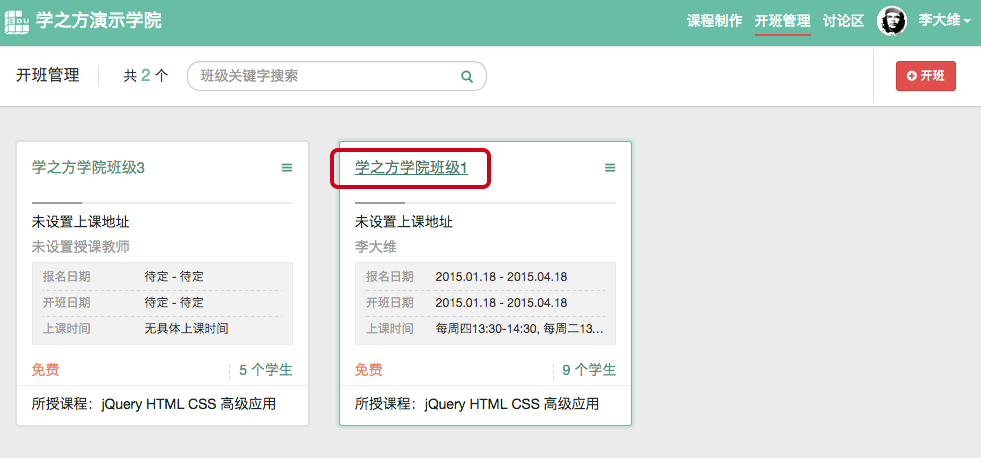 EDU 学之方演示学院 课程制作 开班管理 讨论区 李大维
开班管理 共 2 个 班级关键字搜索 开班
学之方学院班级3
未设置上课地址
未设置授课教师
报名日期 待定 - 待定
开班日期 待定 - 待定
上课时间 无具体上课时间
免费 5 个学生
所授课程：jQuery HTML CSS 高级应用
学之方学院班级1
未设置上课地址
李大维
报名日期 2015.01.18 - 2015.04.18
开班日期 2015.01.18 - 2015.04.18
上课时间 每周四13:30-14:30, 每周二13...
免费 9 个学生
所授课程：jQuery HTML CSS 高级应用